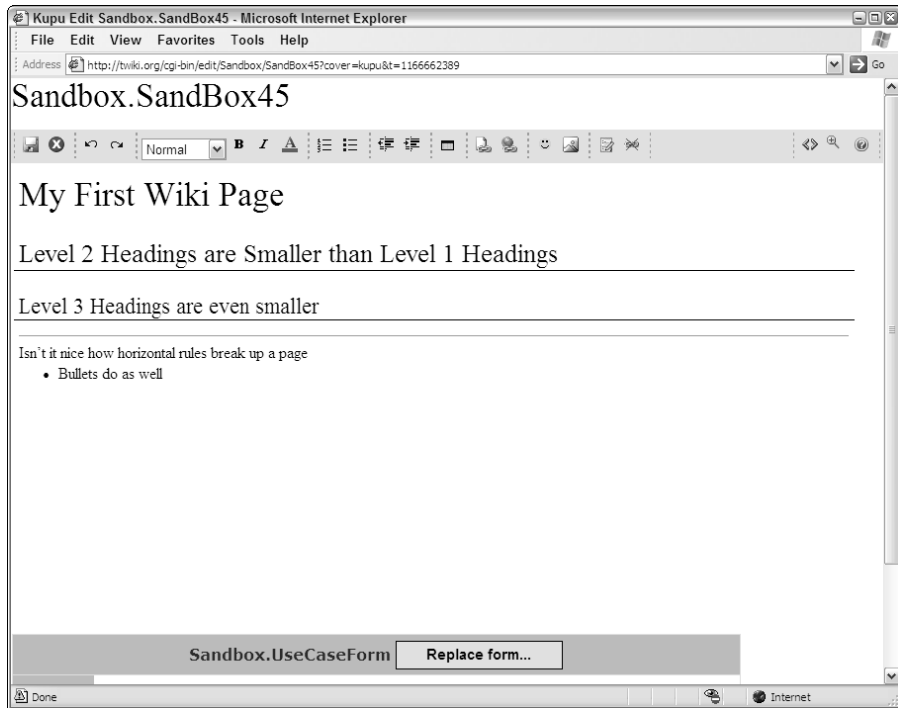 Kupu Edit Sandbox.SandBox45 - Microsoft Internet Explorer
File Edit View Favorites Tools Help
Address http://twiki.org/cgi-bin/edit/Sandbox/SandBox45?cover=kupu&t=1166662389 Go
Sandbox.SandBox45
Normal B I A
My First Wiki Page
Level 2 Headings are Smaller than Level 1 Headings
Level 3 Headings are even smaller
Isn't it nice how horizontal rules break up a page
• Bullets do as well
Sandbox.UseCaseForm Replace form...
Done Internet